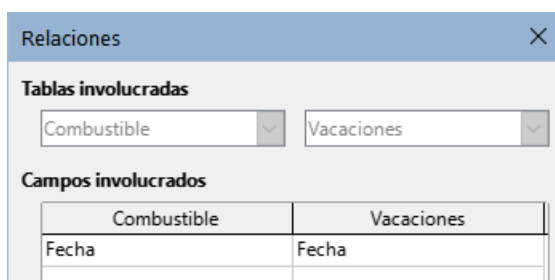 Relaciones
Tablas involucradas
Combustible Vacaciones
Campos involucrados
Combustible Vacaciones
Fecha Fecha